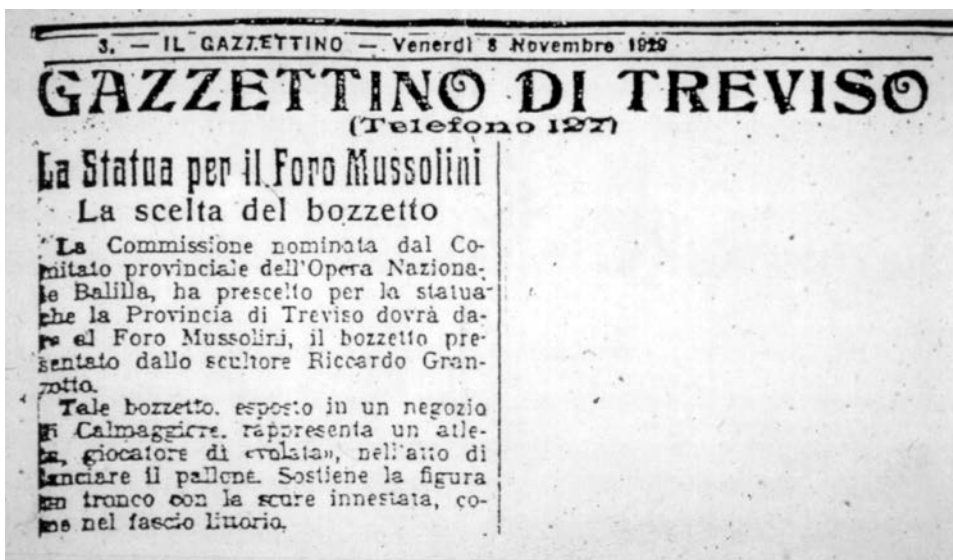 3. — IL GAZZETTINO — Venerdì 8 Novembre 1929
GAZZETTINO DI TREVISO
(Telefono 127)
La Statua per il Foro Mussolini
La scelta del bozzetto
La Commissione nominata dal Co-
mitato provinciale dell'Opera Naziona-
le Balilla, ha prescelto per la statua
che la Provincia di Treviso dovrà da-
re al Foro Mussolini, il bozzetto pre-
sentato dallo scultore Riccardo Gran-
zotto.
Tale bozzetto, esposto in un negozio
di Calmaggiore, rappresenta un atle-
ta, giocatore di «volata», nell'atto di
lanciare il pallone. Sostiene la figura
un tronco con la scure innestata, co-
me nel fascio littorio.